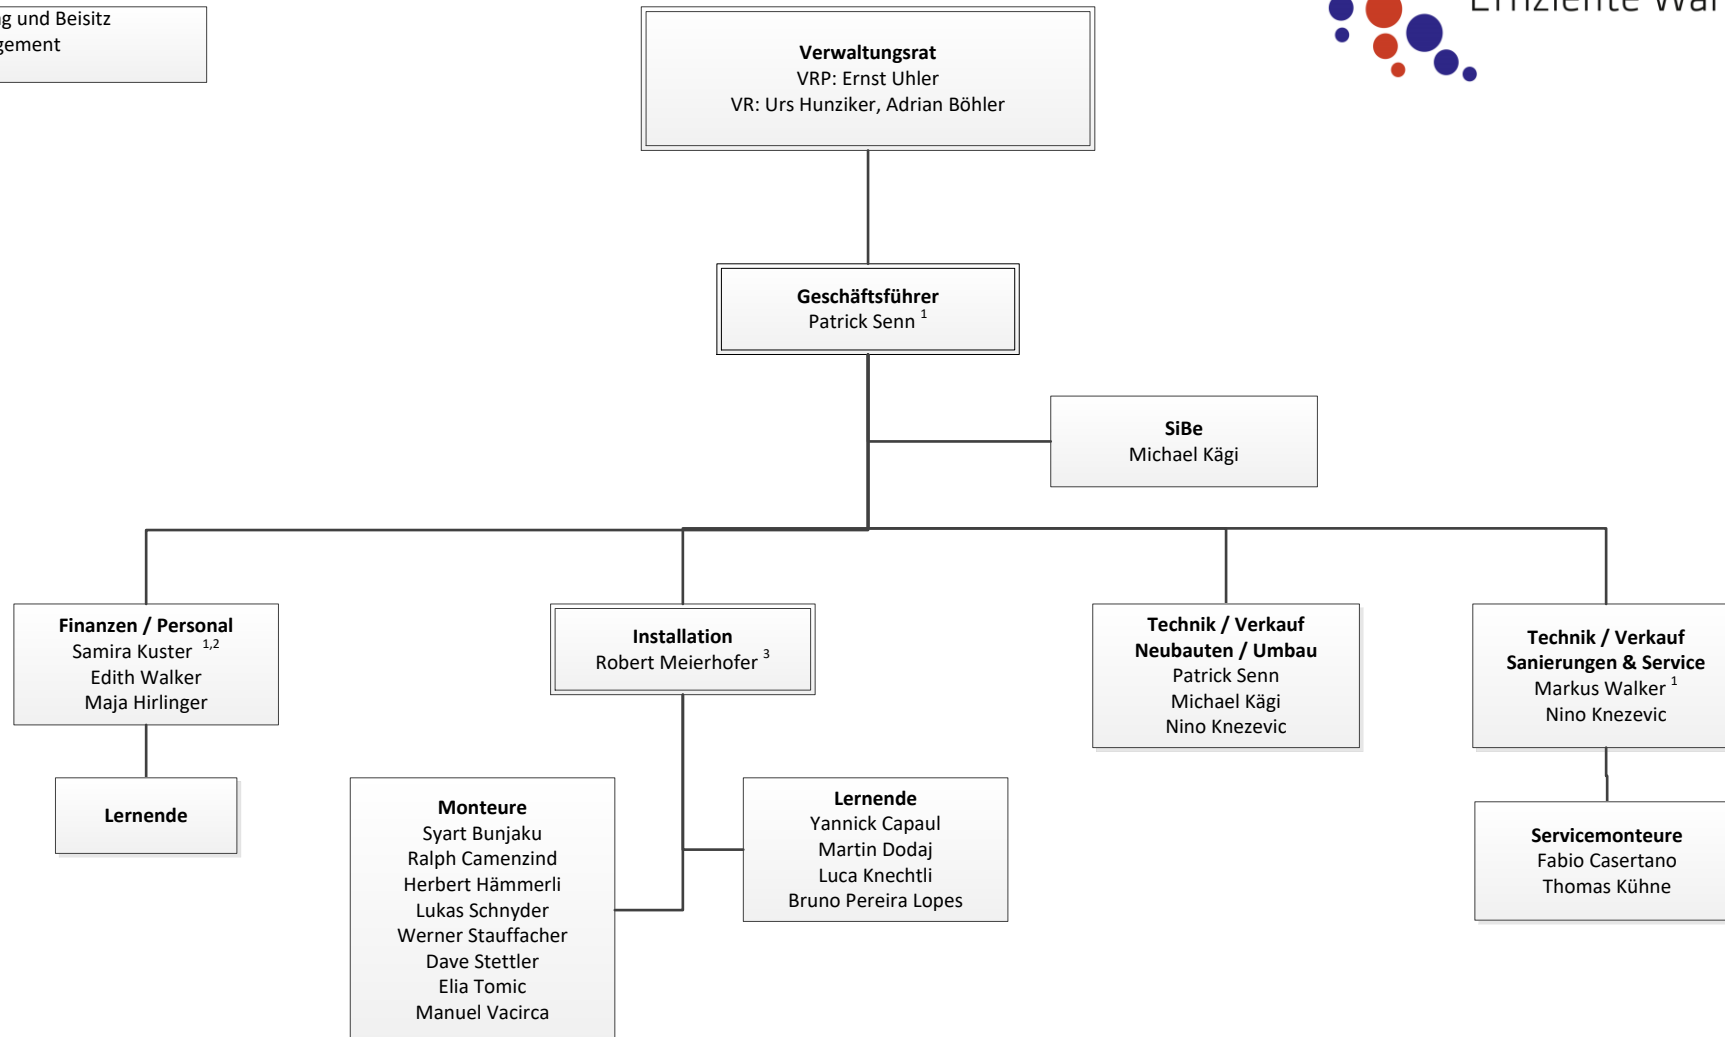 und Beisitz
Verwaltungsrat
VRP: Ernst Uhler
VR: Urs Hunziker, Adrian Böhler
Geschäftsführer
Patrick Senn 1
SiBe
Michael Kägi
Finanzen / Personal
Samira Kuster 1,2
Edith Walker
Maja Hirlinger
Lernende
Installation
Robert Meierhofer 3
Monteure
Syart Bunjaku
Ralph Camenzind
Herbert Hämmerli
Lukas Schnyder
Werner Stauffacher
Dave Stettler
Elia Tomic
Manuel Vacirca
Lernende
Yannick Capaul
Martin Dodaj
Luca Knechtli
Bruno Pereira Lopes
Technik / Verkauf
Neubauten / Umbau
Patrick Senn
Michael Kägi
Nino Knezevic
Technik / Verkauf
Sanierungen & Service
Markus Walker 1
Nino Knezevic
Servicemonteure
Fabio Casertano
Thomas Kühne